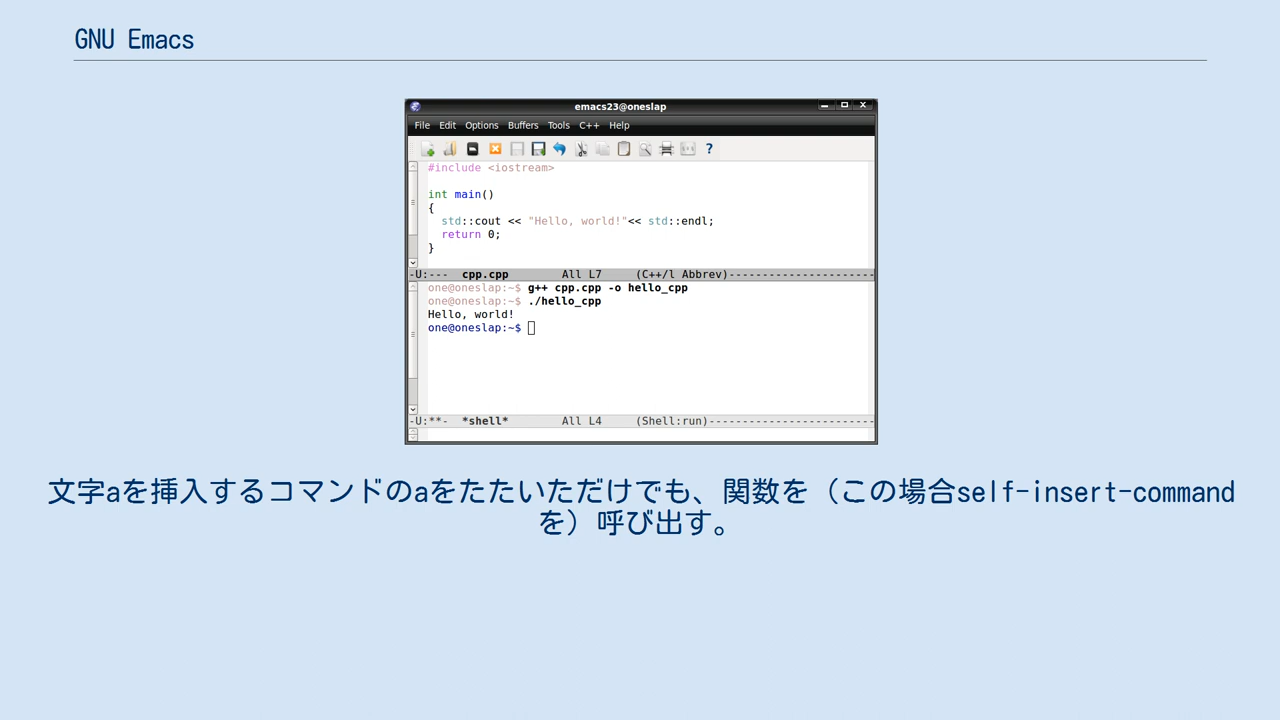 GNU Emacs
emacs23@oneslap
File Edit Options Buffers Tools C++ Help
#include <iostream>
int main()
{
std::cout << "Hello, world!"<< std::endl;
return 0;
}
-U:--- cpp.cpp All L7 (C++/l Abbrev)----------------------
one@oneslap:~$ g++ cpp.cpp -o hello_cpp
one@oneslap:~$ ./hello_cpp
Hello, world!
one@oneslap:~$
-U:**- *shell* All L4 (Shell:run)-------------------------
文字aを挿入するコマンドのaをたたいただけでも、関数を（この場合self-insert-command
を）呼び出す。